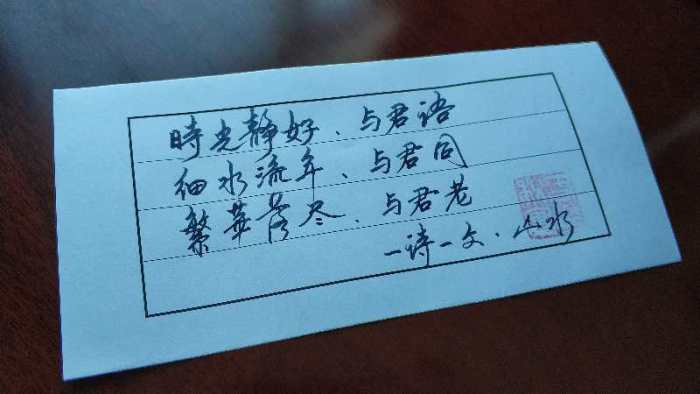 時光静好、与君语
细水流年、与君同
繁華落尽、与君老
一诗一文·山水